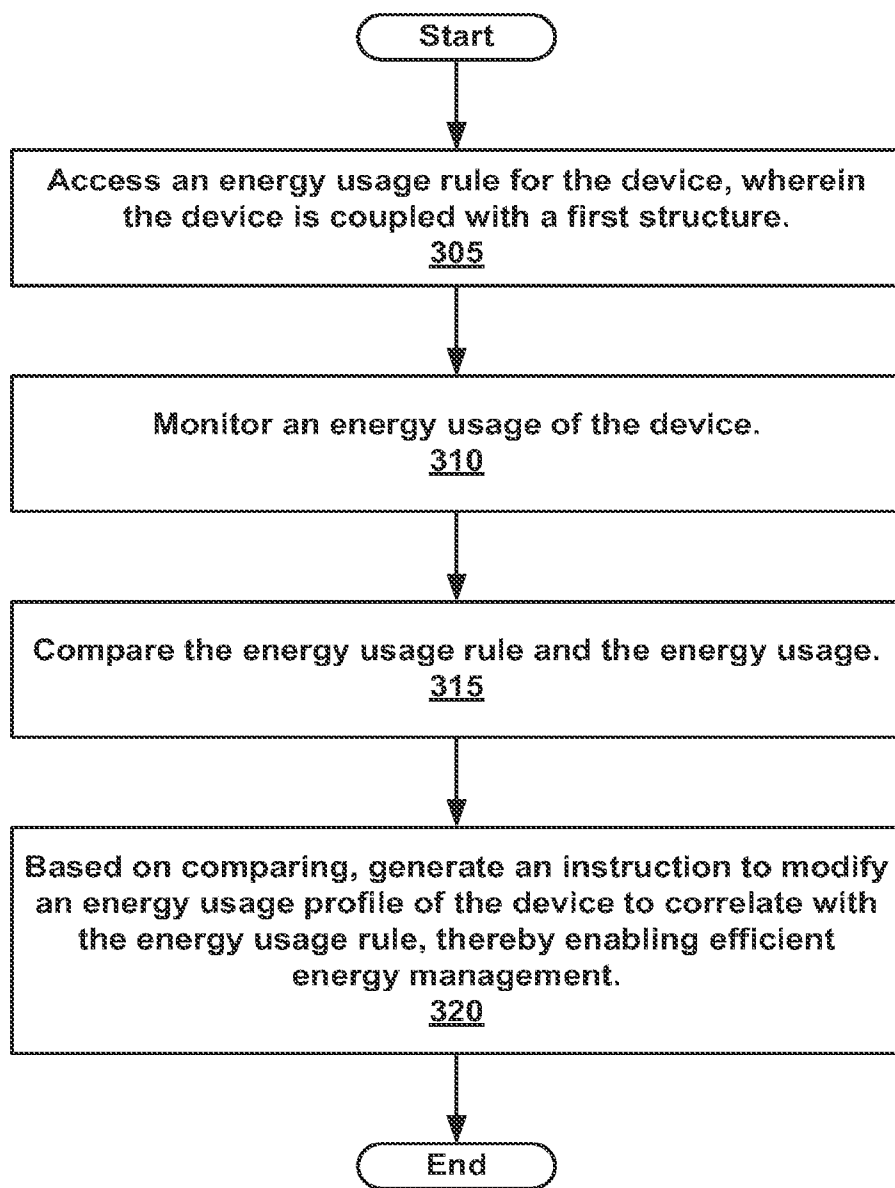 Start
Access an energy usage rule for the device, wherein
the device is coupled with a first structure.
305
Monitor an energy usage of the device.
310
Compare the energy usage rule and the energy usage.
315
Based on comparing, generate an instruction to modify
an energy usage profile of the device to correlate with
the energy usage rule, thereby enabling efficient
energy management.
320
End